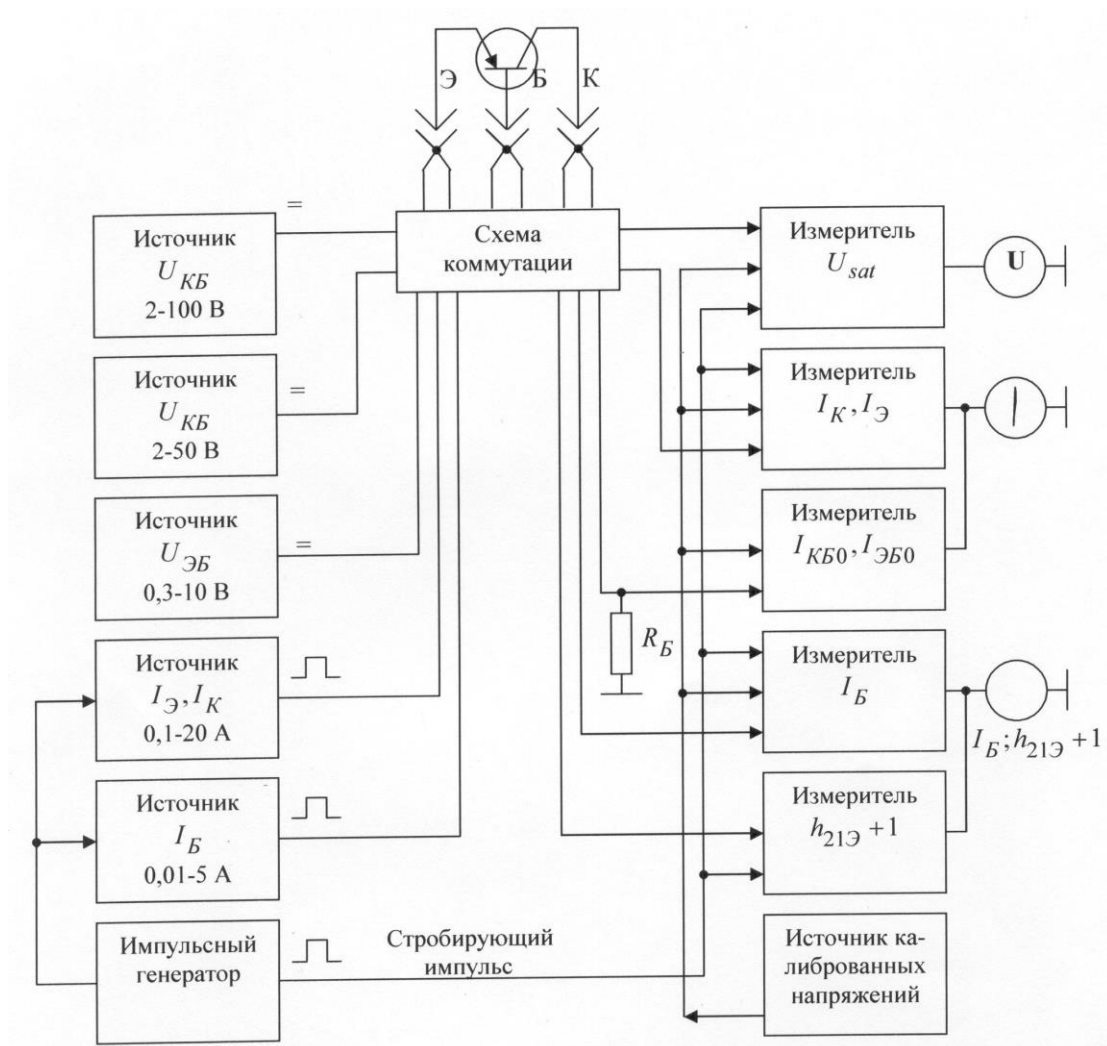 Э
Б
К
=
Источник
U_КБ
2-100 В
Схема
коммутации
Измеритель
U_sat
U
=
Источник
U_КБ
2-50 В
Измеритель
I_К, I_Э
=
Источник
U_ЭБ
0,3-10 В
Измеритель
I_КБ0, I_ЭБ0
R_Б
Источник
I_Э, I_К
0,1-20 А
Измеритель
I_Б
I_Б; h_21Э +1
Источник
I_Б
0,01-5 А
Измеритель
h_21Э +1
Импульсный
генератор
Стробирующий
импульс
Источник ка-
либрованных
напряжений